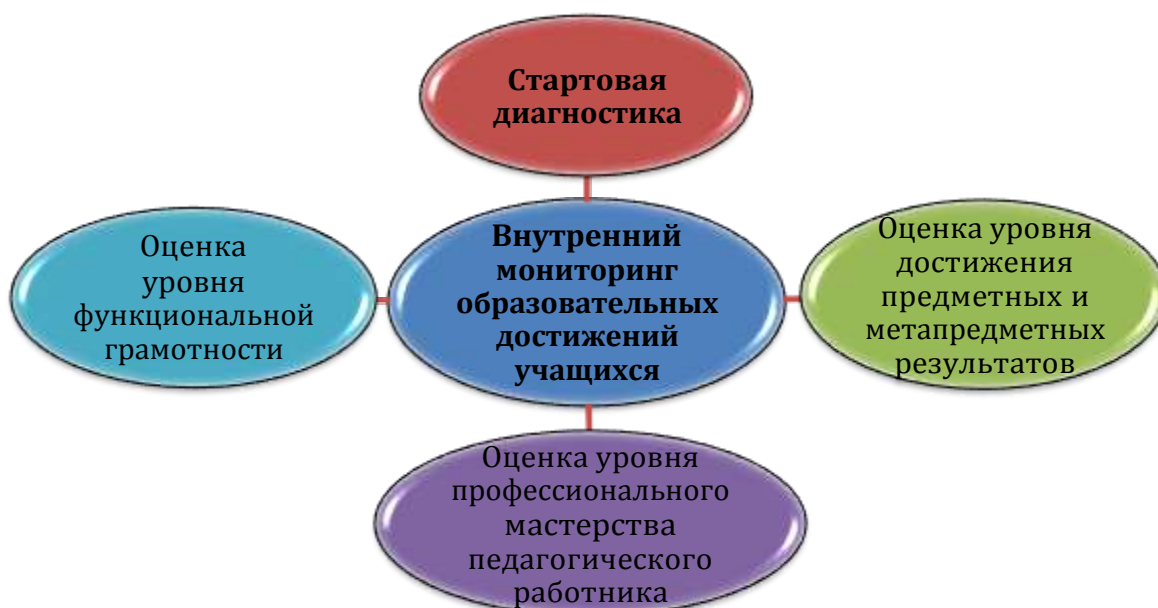 Стартовая
диагностика
Оценка
уровня
функциональной
грамотности
Внутренний
мониторинг
образовательных
достижений
учащихся
Оценка уровня
достижения
предметных и
метапредметных
результатов
Оценка уровня
профессионального
мастерства
педагогического
работника